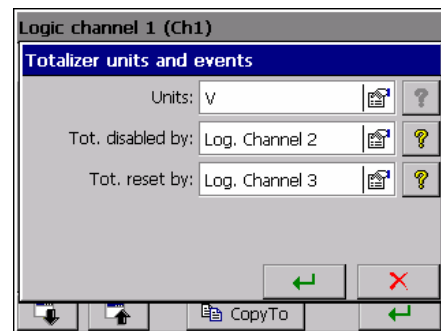 Logic channel 1 (Ch1)
Totalizer units and events
Units: V ?
Tot. disabled by: Log. Channel 2 ?
Tot. reset by: Log. Channel 3 ?
CopyTo